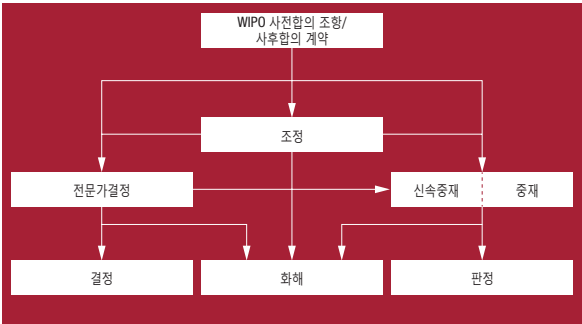 WIPO 사전합의 조항/
사후합의 계약
조정
전문가결정
신속중재
중재
결정
화해
판정